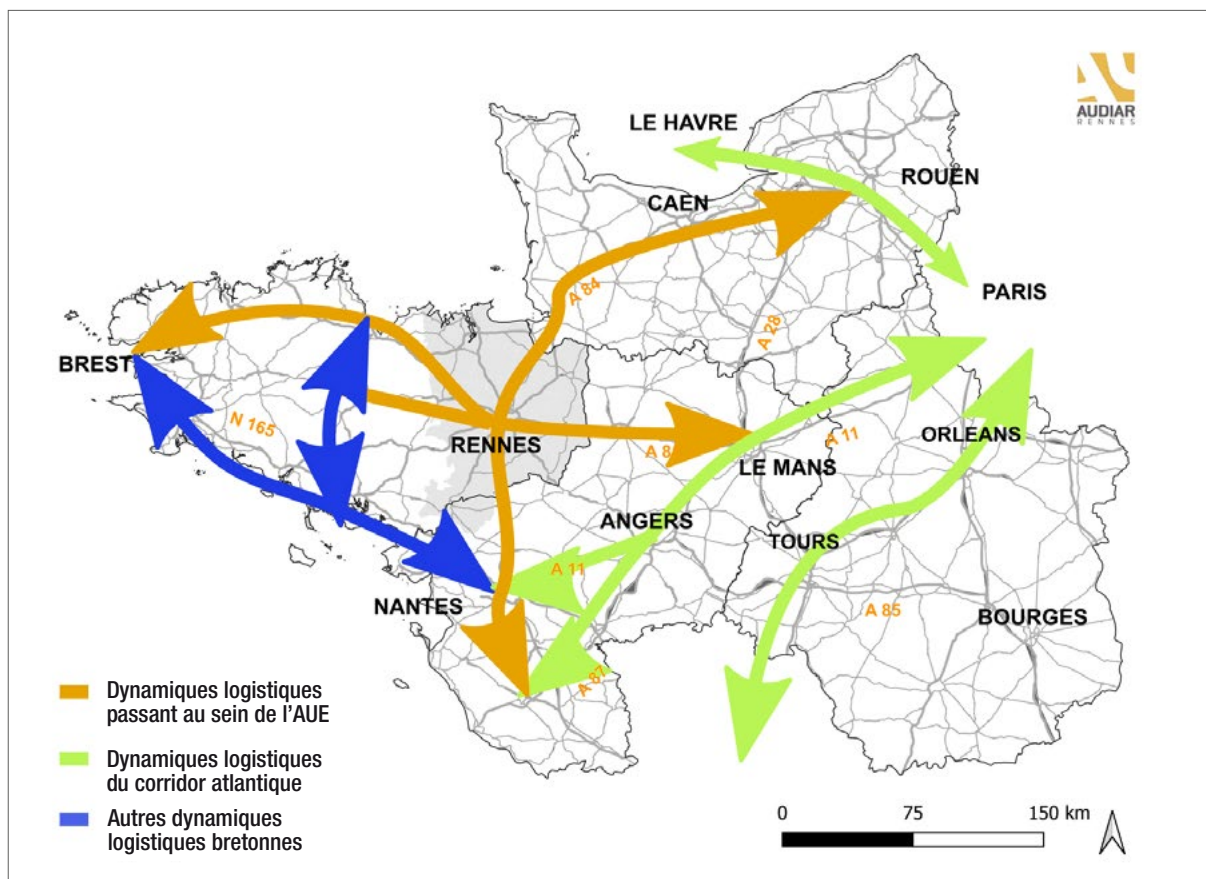 AUDIAR
RENNES
LE HAVRE
ROUEN
CAEN
A 84
PARIS
A 28
BREST
N 165
RENNES
A 8
A 11
ORLEANS
LE MANS
ANGERS
TOURS
A 11
NANTES
A 85
BOURGES
A 87
Dynamiques logistiques
passant au sein de l’AUE
Dynamiques logistiques
du corridor atlantique
Autres dynamiques
logistiques bretonnes
0 75 150 km